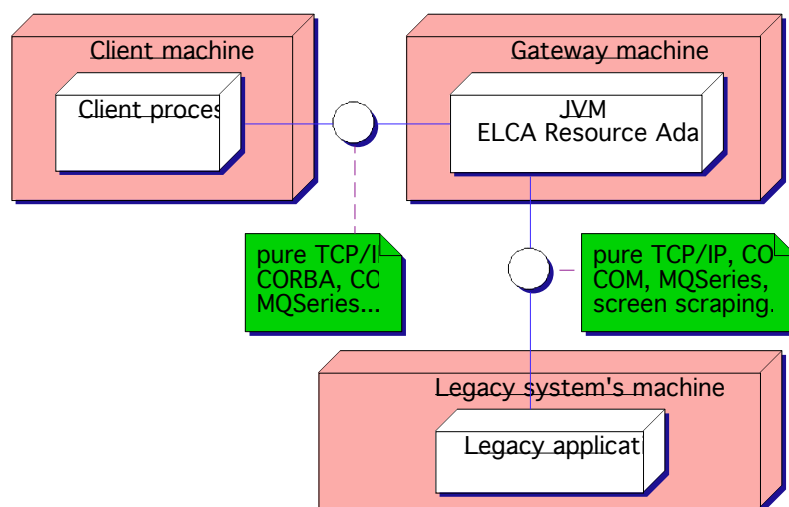 Client machine
Client proces
Gateway machine
JVM
ELCA Resource Ada
pure TCP/I
CORBA, CO
MQSeries...
pure TCP/IP, CO
COM, MQSeries,
screen scraping.
Legacy system's machine
Legacy applicati